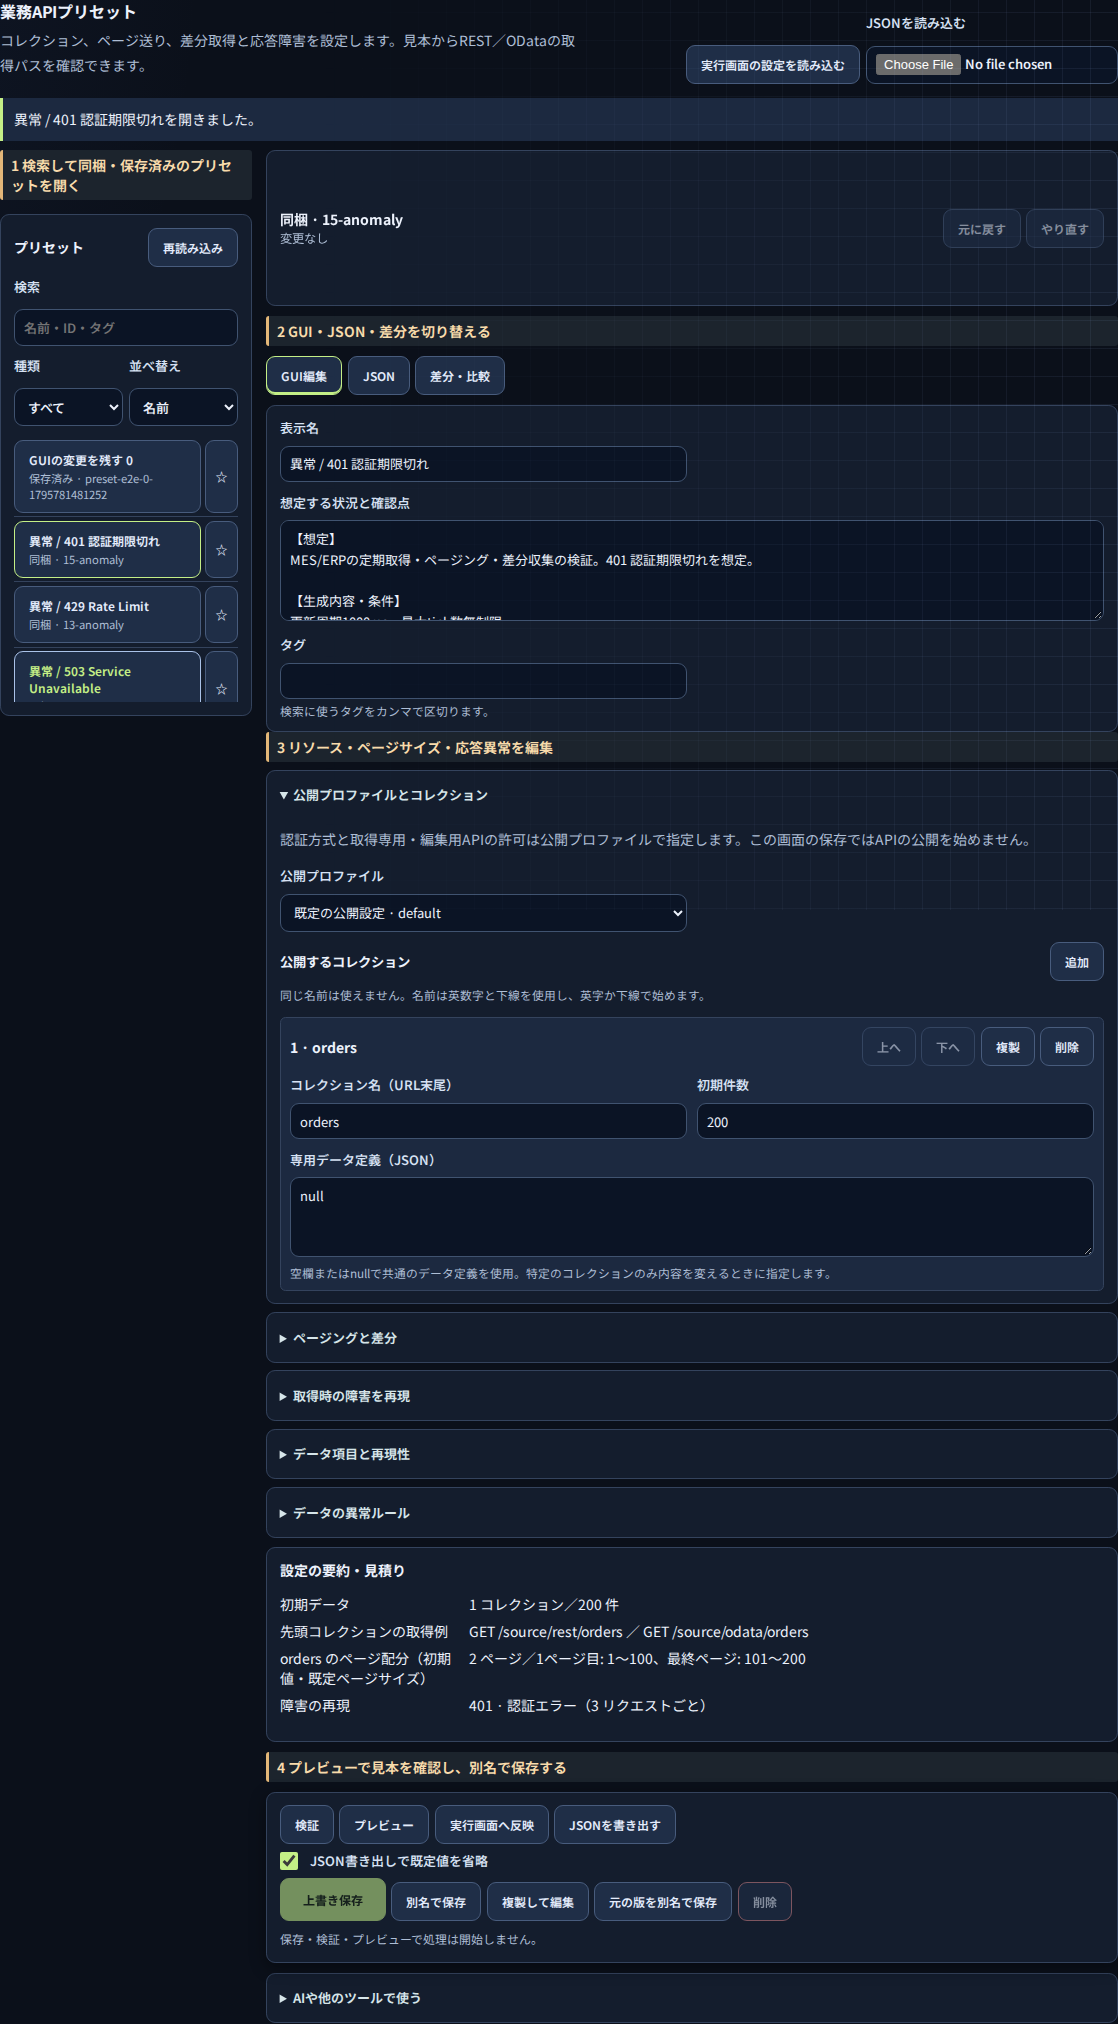 業務APIプリセット
コレクション、ページ送り、差分取得と応答障害を設定します。見本からREST／ODataの取
得パスを確認できます。
JSONを読み込む
実行画面の設定を読み込む
Choose File No file chosen
異常 / 401 認証期限切れを開きました。
1 検索して同梱・保存済みのプリセ
ットを開く
プリセット
再読み込み
検索
名前・ID・タグ
種類
並べ替え
すべて
名前
GUIの変更を残す 0
保存済み · preset-e2e-0-
1795781481252
☆
異常 / 401 認証期限切れ
同梱 · 15-anomaly
☆
異常 / 429 Rate Limit
同梱 · 13-anomaly
☆
異常 / 503 Service
Unavailable
☆
同梱 · 15-anomaly
変更なし
元に戻す
やり直す
2 GUI・JSON・差分を切り替える
GUI編集
JSON
差分・比較
表示名
異常 / 401 認証期限切れ
想定する状況と確認点
【想定】
MES/ERPの定期取得・ページング・差分収集の検証。401 認証期限切れを想定。
【生成内容・条件】
タグ
検索に使うタグをカンマで区切ります。
3 リソース・ページサイズ・応答異常を編集
▼ 公開プロファイルとコレクション
認証方式と取得専用・編集用APIの許可は公開プロファイルで指定します。この画面の保存ではAPIの公開を始めません。
公開プロファイル
既定の公開設定 · default
公開するコレクション
追加
同じ名前は使えません。名前は英数字と下線を使用し、英字か下線で始めます。
1 · orders
上へ
下へ
複製
削除
コレクション名（URL末尾）
初期件数
orders
200
専用データ定義（JSON）
null
空欄またはnullで共通のデータ定義を使用。特定のコレクションのみ内容を変えるときに指定します。
▶ ページングと差分
▶ 取得時の障害を再現
▶ データ項目と再現性
▶ データの異常ルール
設定の要約・見積り
初期データ
1 コレクション／200 件
先頭コレクションの取得例
GET /source/rest/orders ／ GET /source/odata/orders
orders のページ配分（初期
値・既定ページサイズ）
2 ページ／1ページ目: 1～100、最終ページ: 101～200
障害の再現
401 · 認証エラー（3 リクエストごと）
4 プレビューで見本を確認し、別名で保存する
検証
プレビュー
実行画面へ反映
JSONを書き出す
JSON書き出しで既定値を省略
上書き保存
別名で保存
複製して編集
元の版を別名で保存
削除
保存・検証・プレビューで処理は開始しません。
▶ AIや他のツールで使う